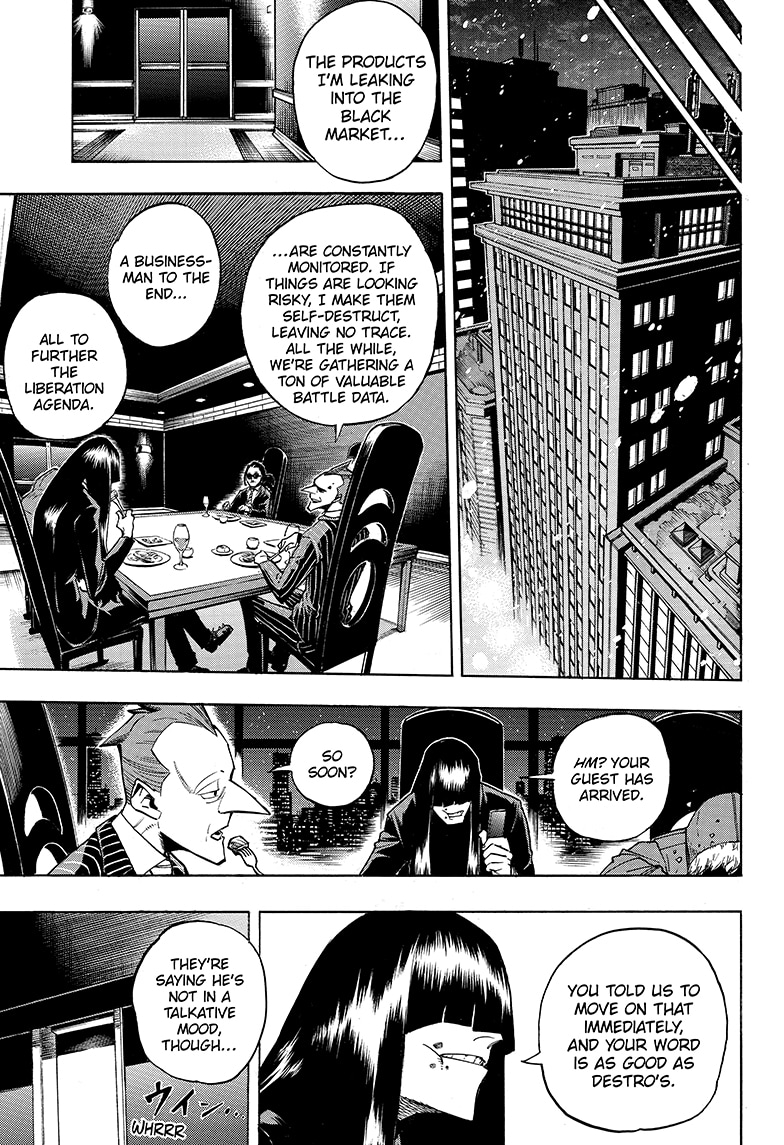 THE PRODUCTS
I'M LEAKING
INTO THE
BLACK
MARKET...
...ARE CONSTANTLY
MONITORED. IF
THINGS ARE LOOKING
RISKY, I MAKE THEM
SELF-DESTRUCT,
LEAVING NO TRACE.
ALL THE WHILE,
WE'RE GATHERING A
TON OF VALUABLE
BATTLE DATA.
A BUSINESS-
MAN TO THE
END...
ALL TO
FURTHER
THE
LIBERATION
AGENDA.
HM? YOUR
GUEST HAS
ARRIVED.
SO
SOON?
YOU TOLD US TO
MOVE ON THAT
IMMEDIATELY,
AND YOUR WORD
IS AS GOOD AS
DESTRO'S.
THEY'RE
SAYING HE'S
NOT IN A
TALKATIVE
MOOD,
THOUGH...
ウイン...
WHRRR